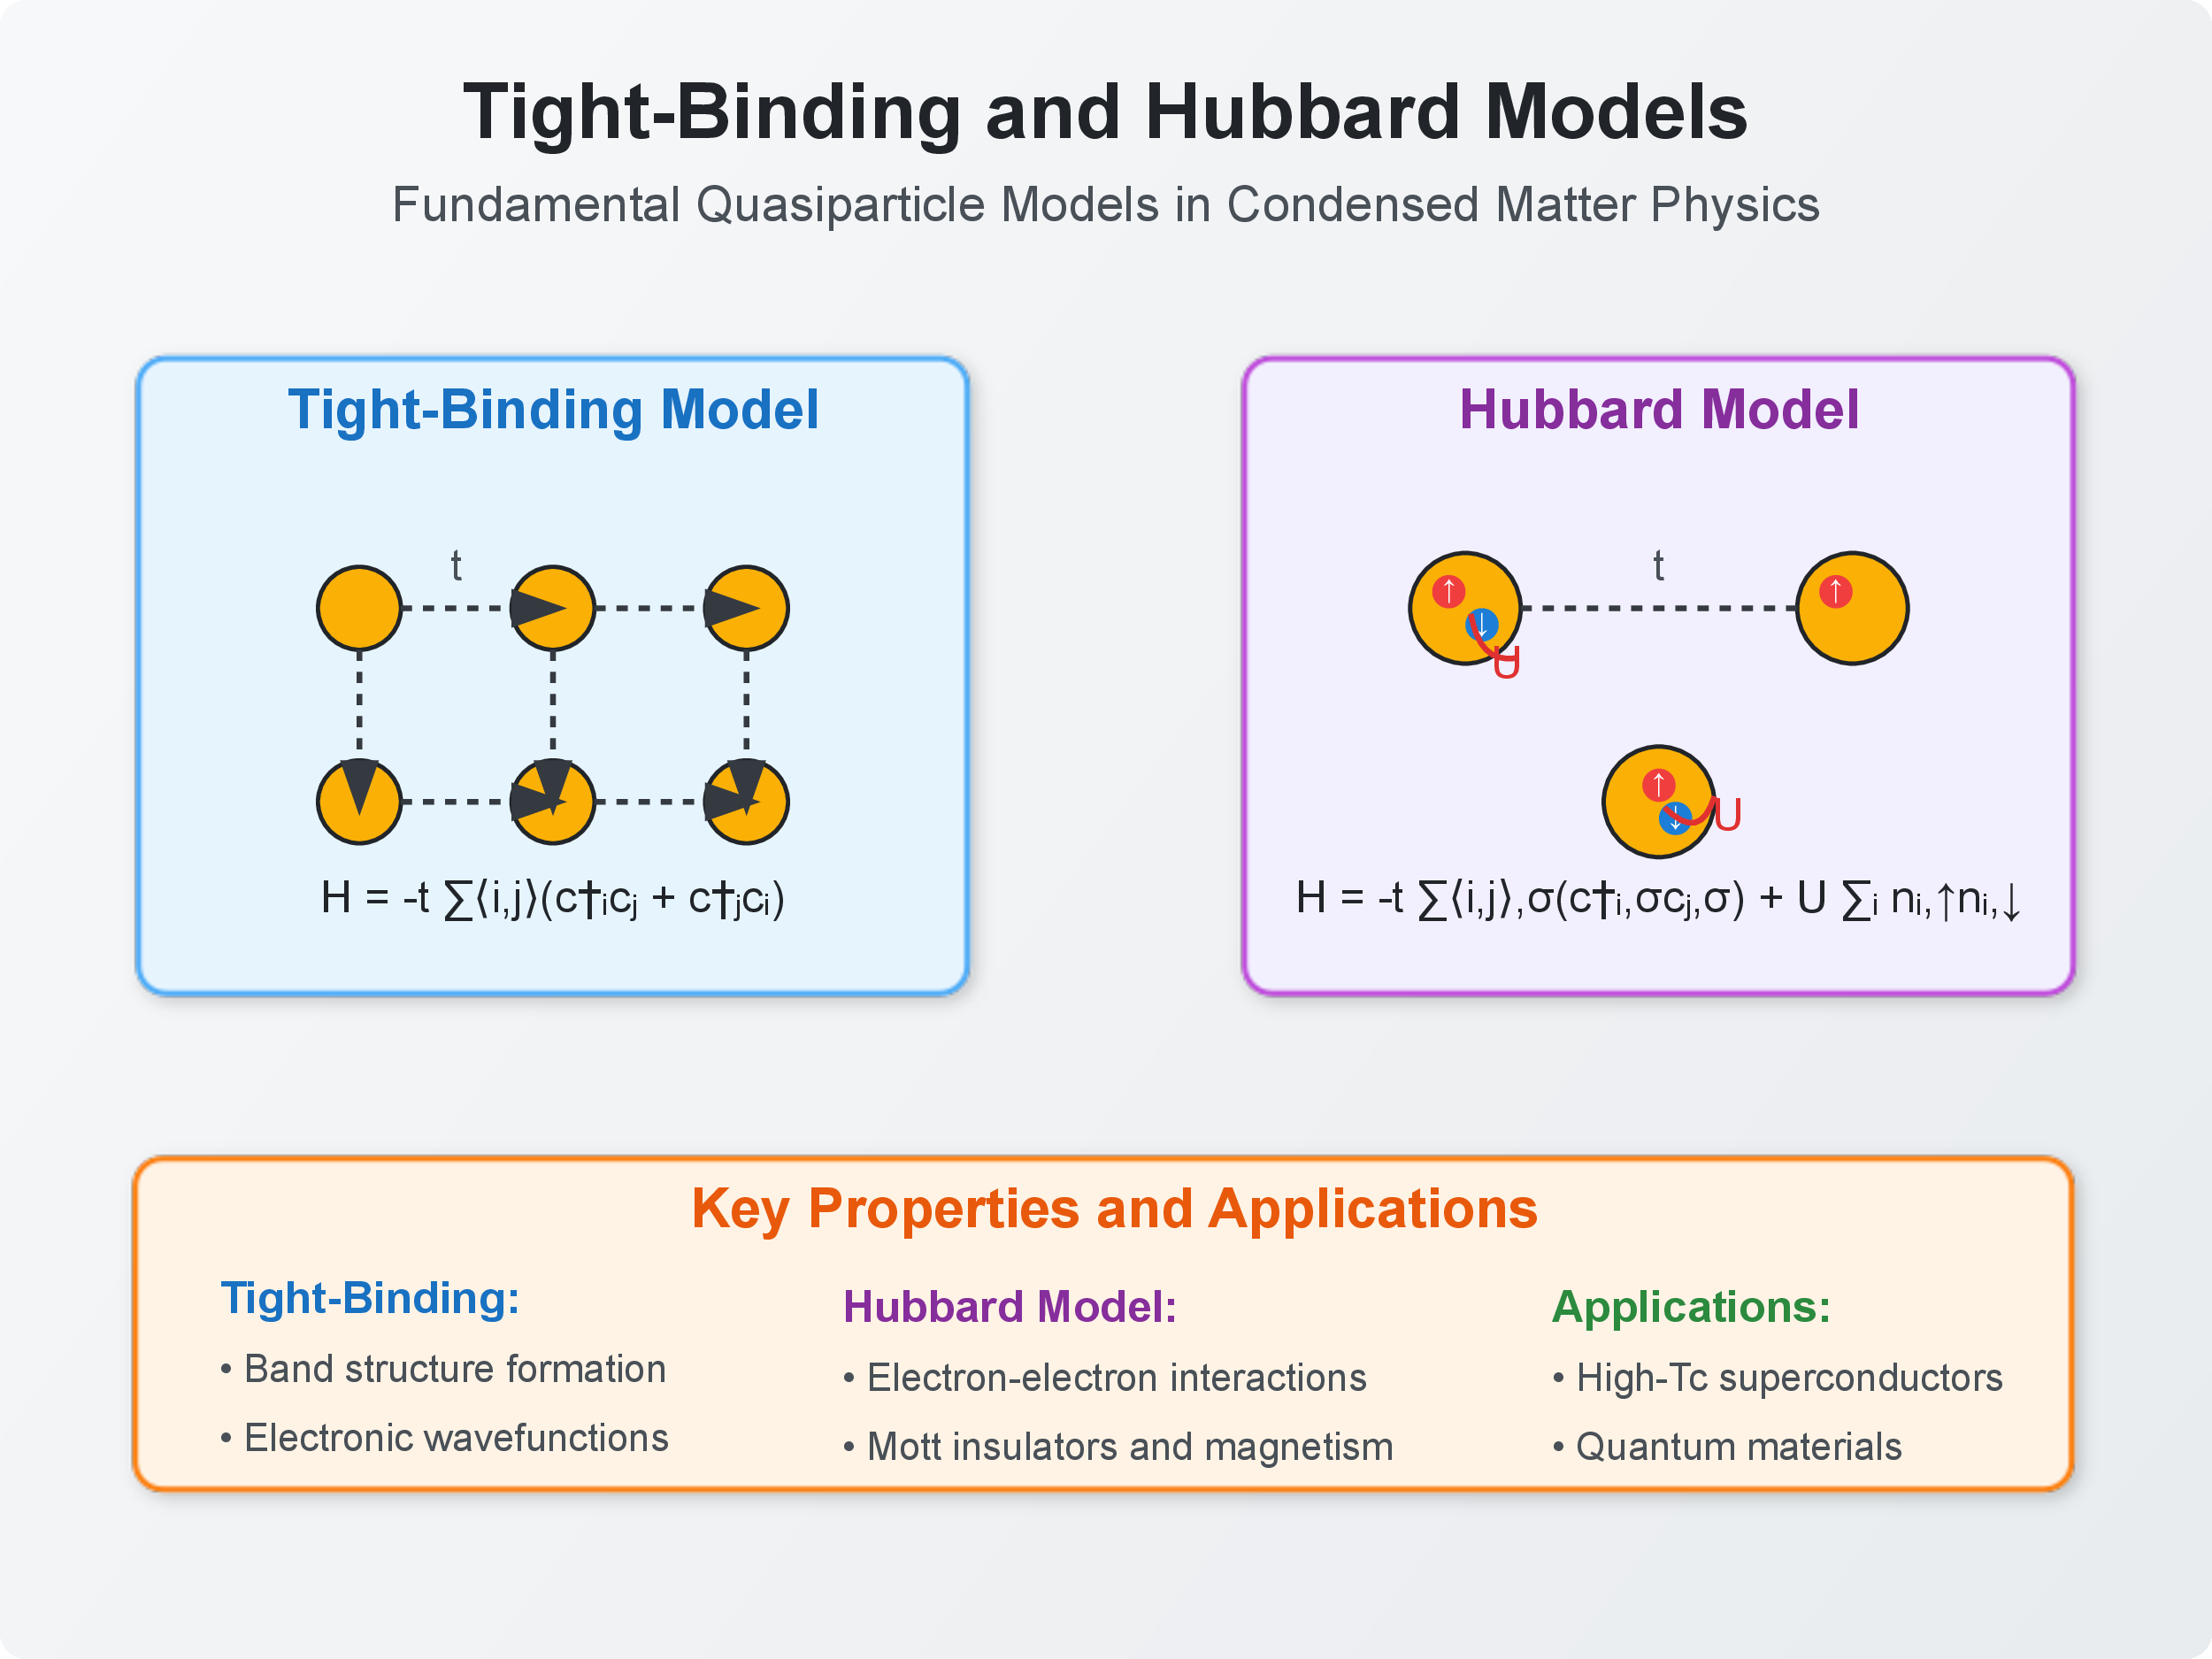 Tight-Binding and Hubbard Models
Fundamental Quasiparticle Models in Condensed Matter Physics
Tight-Binding Model
t
H = -t ∑⟨i,j⟩(c†ᵢcⱼ + c†ⱼcᵢ)
Hubbard Model
t
↑
↓
U
↑
↑
↓
U
H = -t ∑⟨i,j⟩,σ(c†ᵢ,σcⱼ,σ) + U ∑ᵢ nᵢ,↑nᵢ,↓
Key Properties and Applications
Tight-Binding:
• Band structure formation
• Electronic wavefunctions
Hubbard Model:
• Electron-electron interactions
• Mott insulators and magnetism
Applications:
• High-Tc superconductors
• Quantum materials